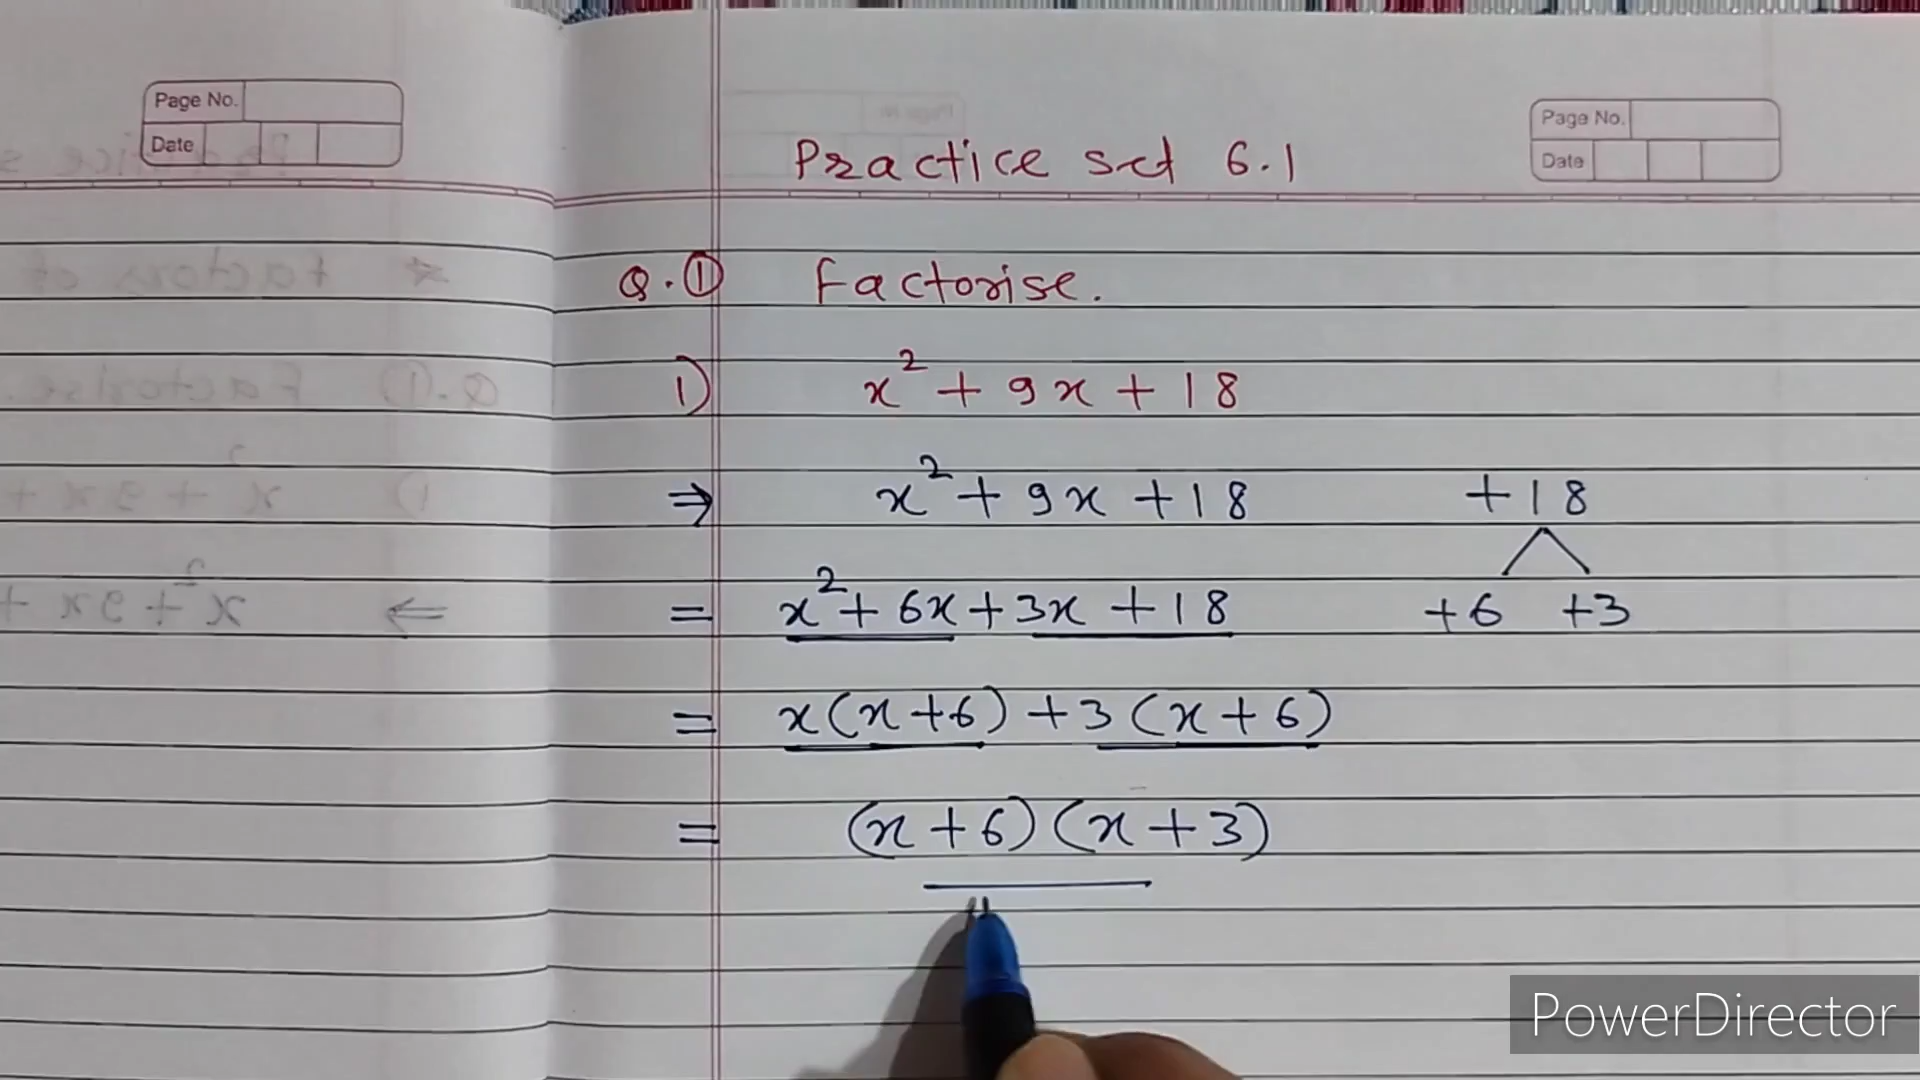 Page No.
Date
Page No.
Date
Practice set 6.1
Q.① Factorise.
1) x² + 9x + 18
⇒ x² + 9x + 18 +18
= x² + 6x + 3x + 18 +6 +3
= x(x+6) + 3(x+6)
= (x+6)(x+3)
PowerDirector